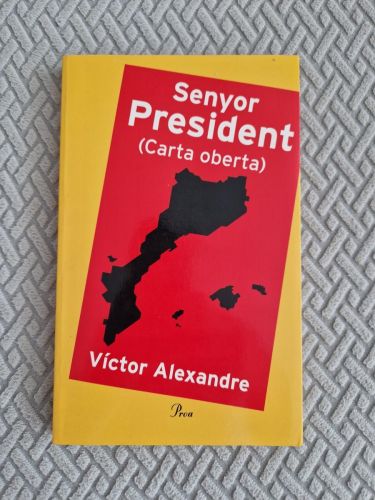 Senyor
President
(Carta oberta)
Víctor Alexandre
Proa